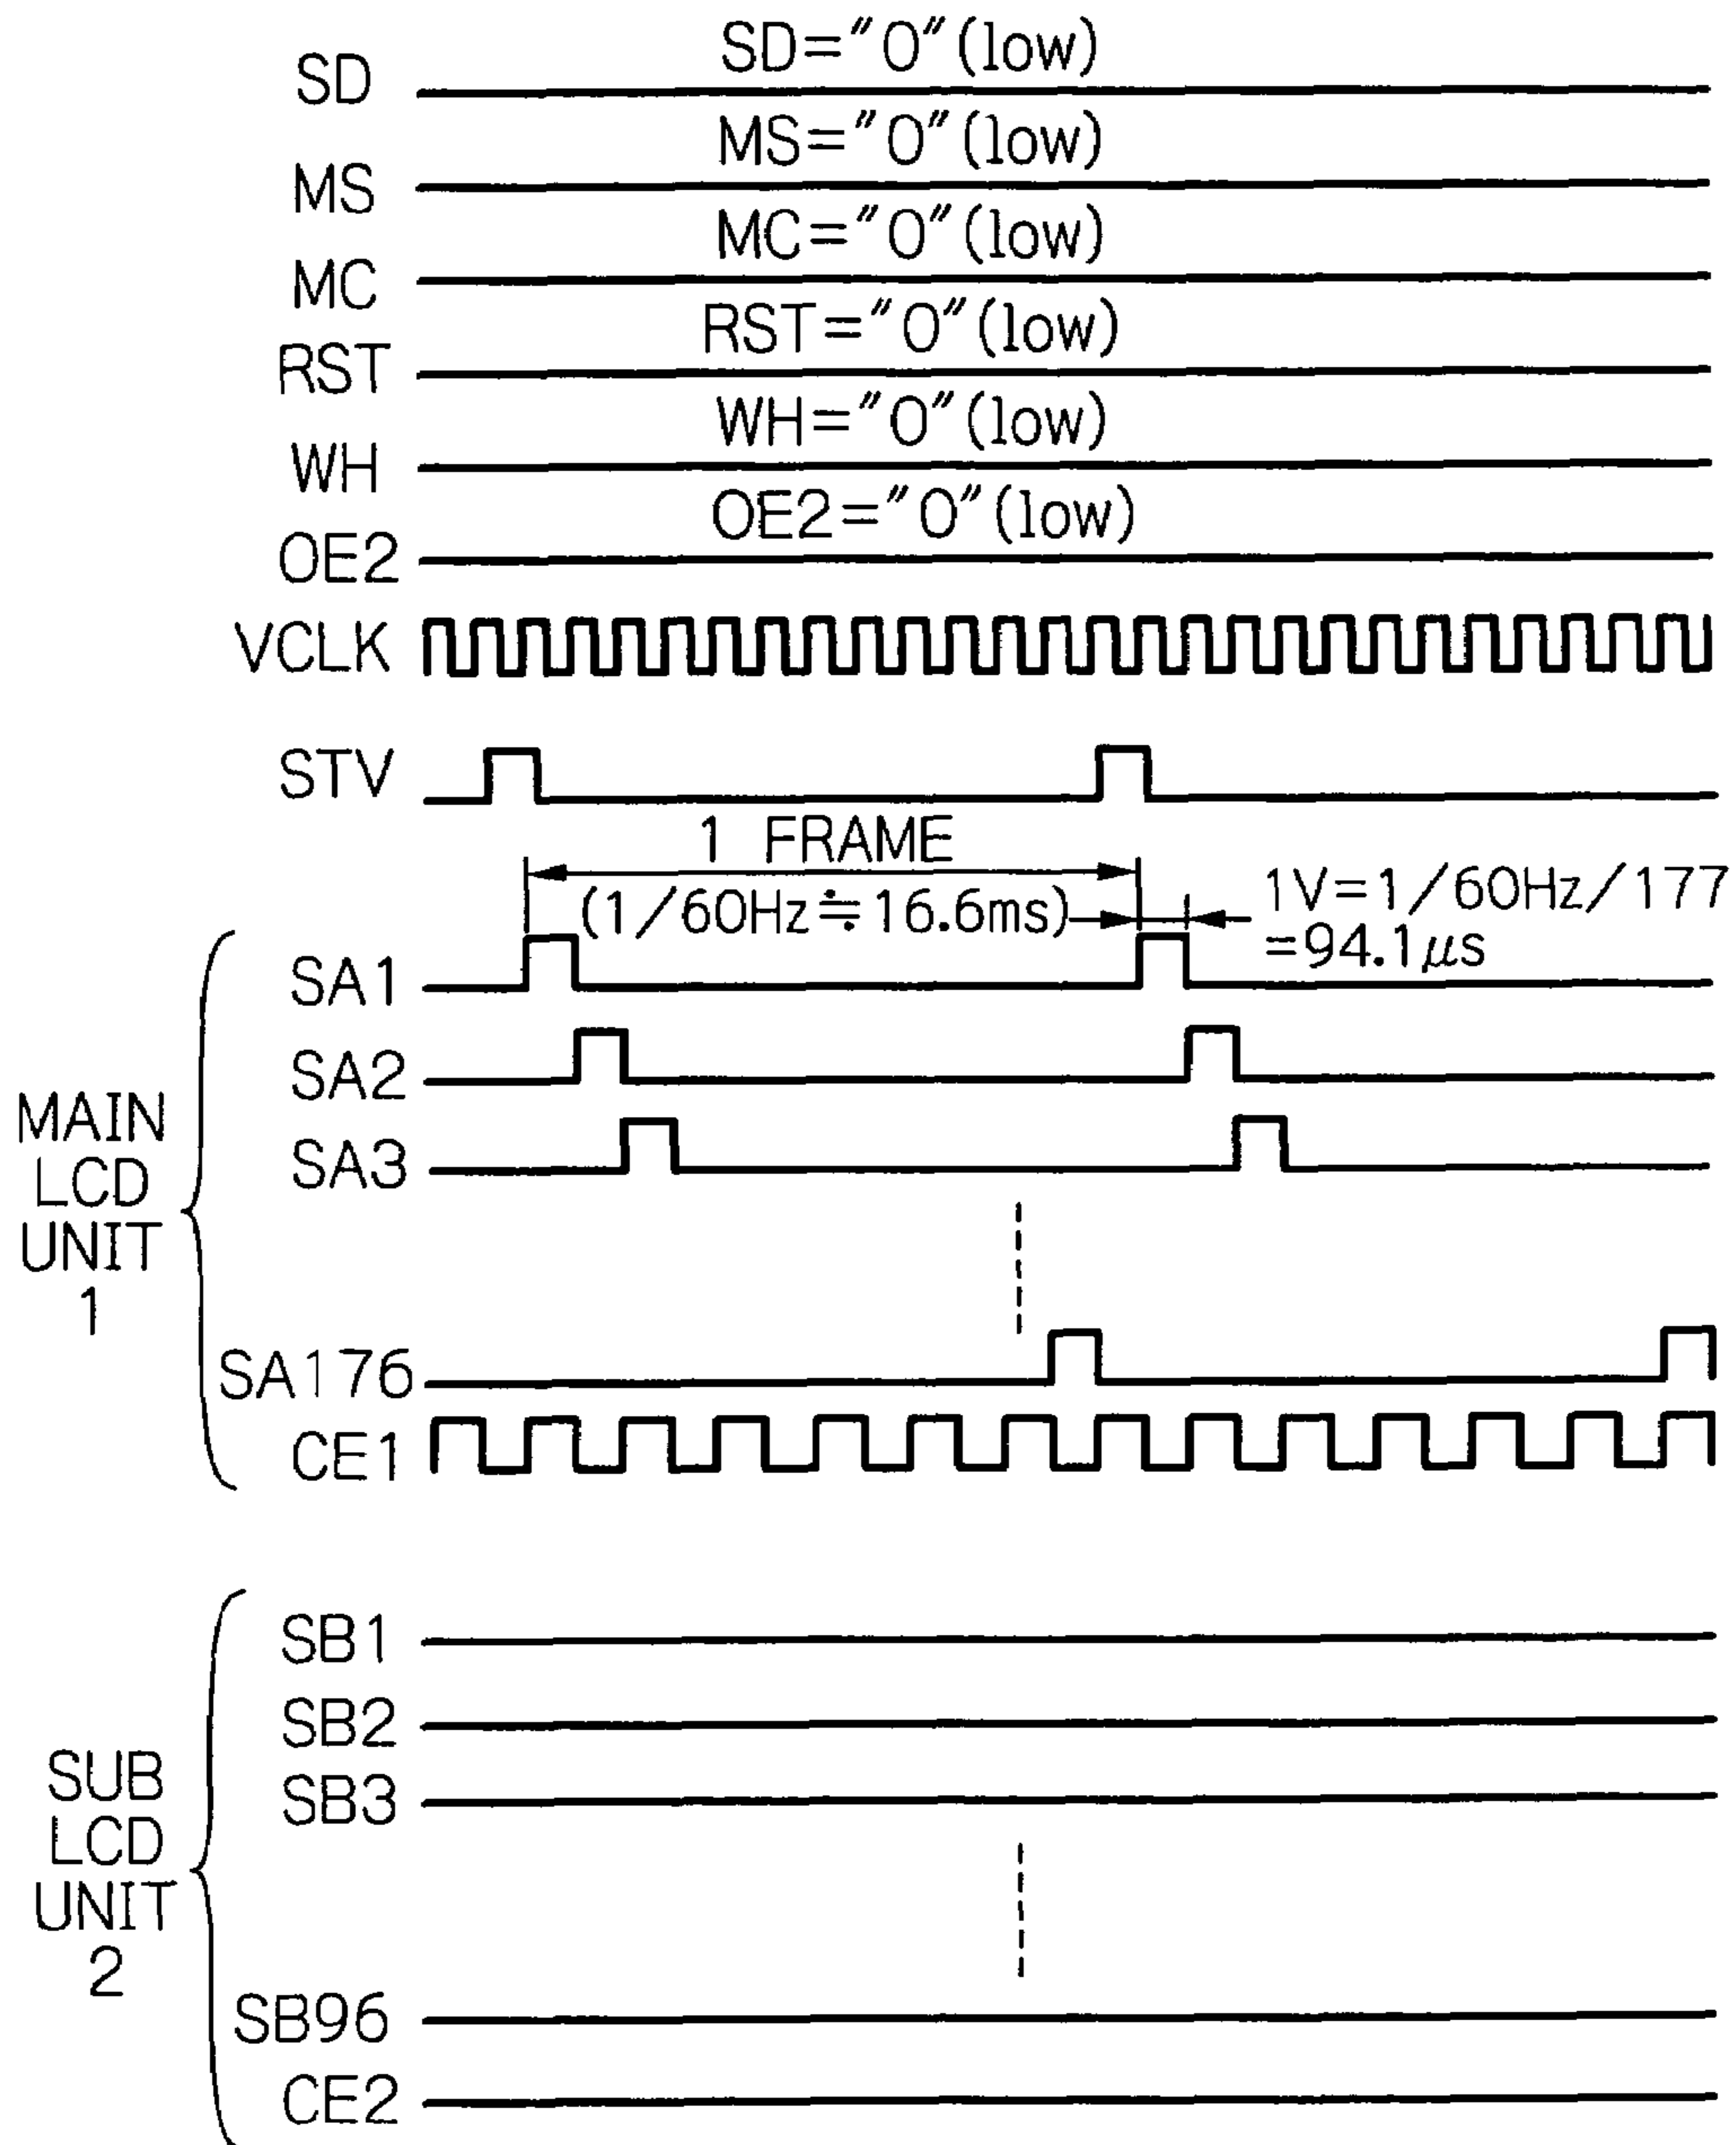 SD="0"(low)
SD
MS="0"(low)
MS
MC="0"(low)
MC
RST="0"(low)
RST
WH="0"(low)
WH
OE2="0"(low)
OE2
VCLK
STV
1 FRAME
(1/60Hz≒16.6ms)
1V=1/60Hz/177
=94.1μs
MAIN
LCD
UNIT
1
SA1
SA2
SA3
SA176
CE1
SUB
LCD
UNIT
2
SB1
SB2
SB3
SB96
CE2